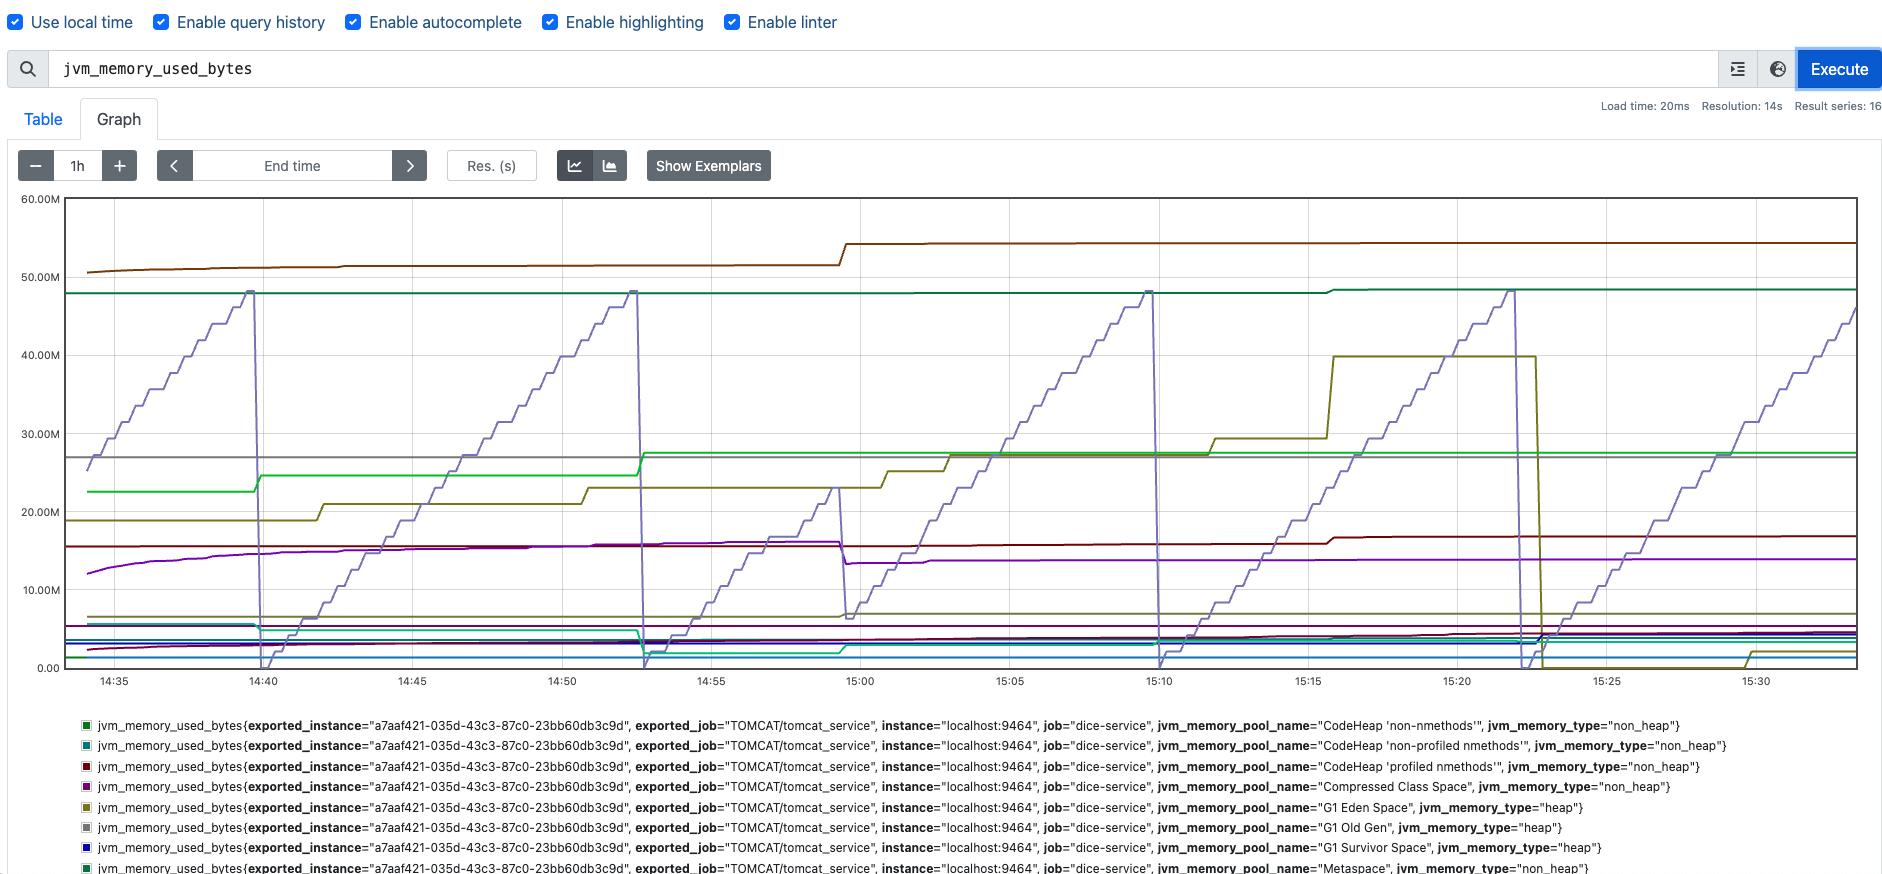 Use local time Enable query history Enable autocomplete Enable highlighting Enable linter
jvm_memory_used_bytes Execute
Load time: 20ms Resolution: 14s Result series: 16
Table Graph
1h End time Res. (s) Show Exemplars
60.00M
50.00M
40.00M
30.00M
20.00M
10.00M
0.00
14:35 14:40 14:45 14:50 14:55 15:00 15:05 15:10 15:15 15:20 15:25 15:30
jvm_memory_used_bytes{exported_instance="a7aaf421-035d-43c3-87c0-23bb60db3c9d", exported_job="TOMCAT/tomcat_service", instance="localhost:9464", job="dice-service", jvm_memory_pool_name="CodeHeap 'non-nmethods'", jvm_memory_type="non_heap"}
jvm_memory_used_bytes{exported_instance="a7aaf421-035d-43c3-87c0-23bb60db3c9d", exported_job="TOMCAT/tomcat_service", instance="localhost:9464", job="dice-service", jvm_memory_pool_name="CodeHeap 'non-profiled nmethods'", jvm_memory_type="non_heap"}
jvm_memory_used_bytes{exported_instance="a7aaf421-035d-43c3-87c0-23bb60db3c9d", exported_job="TOMCAT/tomcat_service", instance="localhost:9464", job="dice-service", jvm_memory_pool_name="CodeHeap 'profiled nmethods'", jvm_memory_type="non_heap"}
jvm_memory_used_bytes{exported_instance="a7aaf421-035d-43c3-87c0-23bb60db3c9d", exported_job="TOMCAT/tomcat_service", instance="localhost:9464", job="dice-service", jvm_memory_pool_name="Compressed Class Space", jvm_memory_type="non_heap"}
jvm_memory_used_bytes{exported_instance="a7aaf421-035d-43c3-87c0-23bb60db3c9d", exported_job="TOMCAT/tomcat_service", instance="localhost:9464", job="dice-service", jvm_memory_pool_name="G1 Eden Space", jvm_memory_type="heap"}
jvm_memory_used_bytes{exported_instance="a7aaf421-035d-43c3-87c0-23bb60db3c9d", exported_job="TOMCAT/tomcat_service", instance="localhost:9464", job="dice-service", jvm_memory_pool_name="G1 Old Gen", jvm_memory_type="heap"}
jvm_memory_used_bytes{exported_instance="a7aaf421-035d-43c3-87c0-23bb60db3c9d", exported_job="TOMCAT/tomcat_service", instance="localhost:9464", job="dice-service", jvm_memory_pool_name="G1 Survivor Space", jvm_memory_type="heap"}
jvm_memory_used_bytes{exported_instance="a7aaf421-035d-43c3-87c0-23bb60db3c9d", exported_job="TOMCAT/tomcat_service", instance="localhost:9464", job="dice-service", jvm_memory_pool_name="Metaspace", jvm_memory_type="non_heap"}